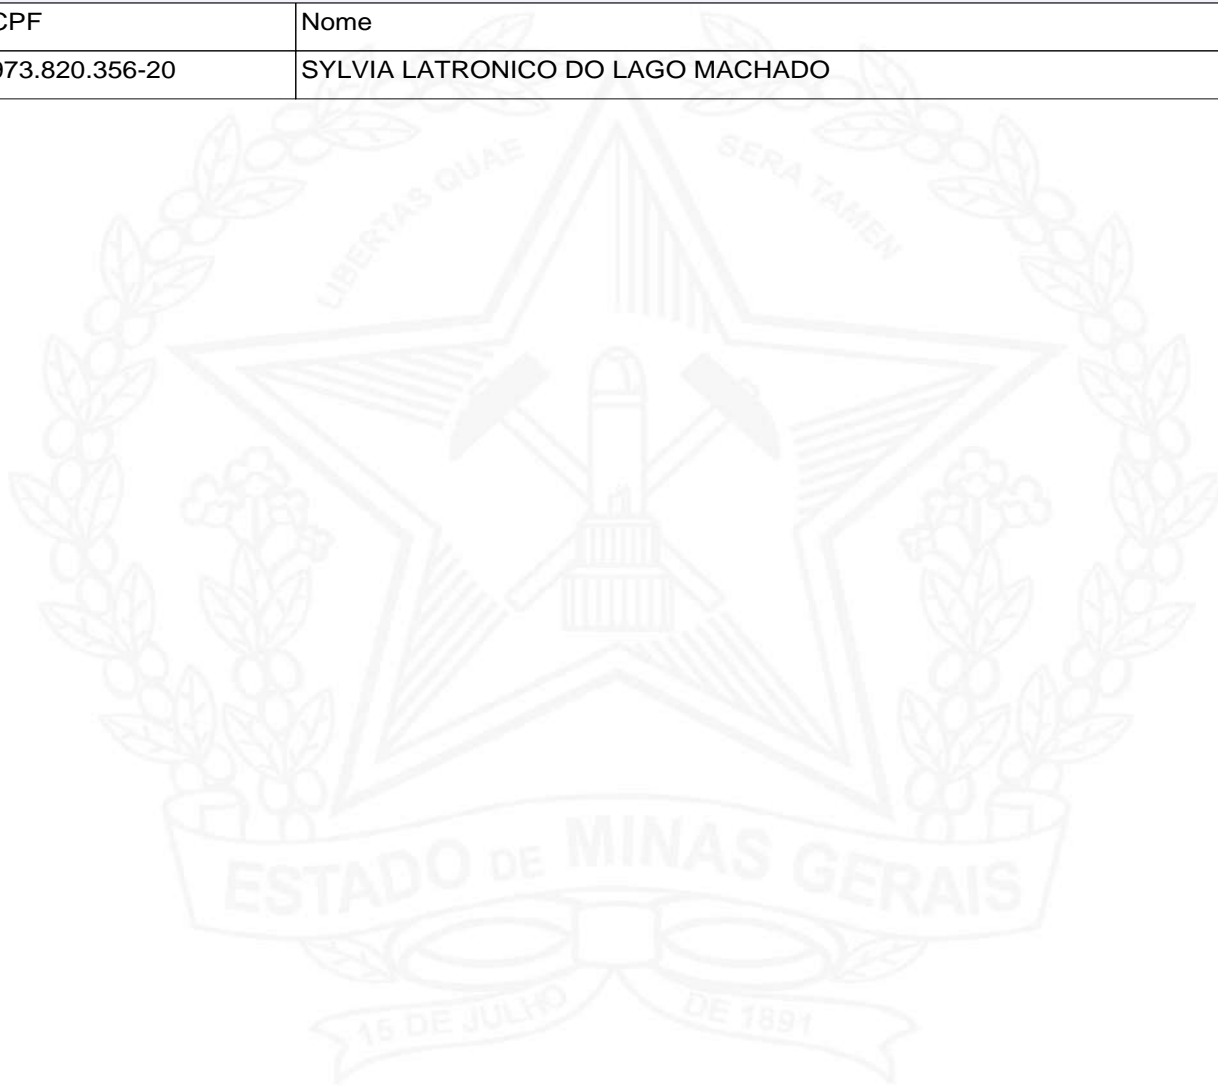 CPF Nome
973.820.356-20 SYLVIA LATRONICO DO LAGO MACHADO
LIBERTAS QUAE SERA TAMEN
ESTADO DE MINAS GERAIS
15 DE JULHO DE 1891